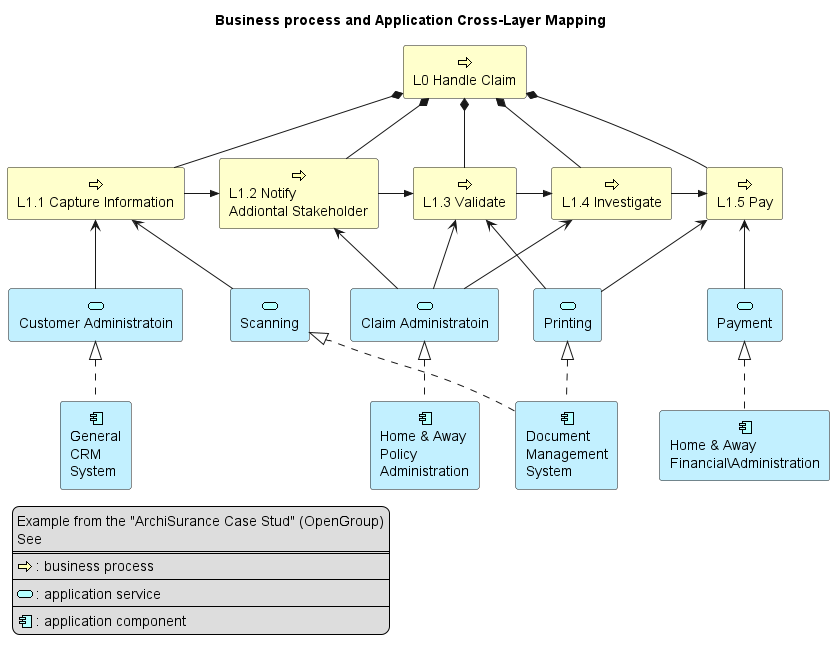 Business process and Application Cross-Layer Mapping
L0 Handle Claim
L1.1 Capture Information
L1.2 Notify
Addiontal Stakeholder
L1.3 Validate
L1.4 Investigate
L1.5 Pay
Customer Administratoin
Scanning
Claim Administratoin
Printing
Payment
General
CRM
System
Home & Away
Policy
Administration
Document
Management
System
Home & Away
Financial\Administration
Example from the "ArchiSurance Case Stud" (OpenGroup)
See
: business process
: application service
: application component